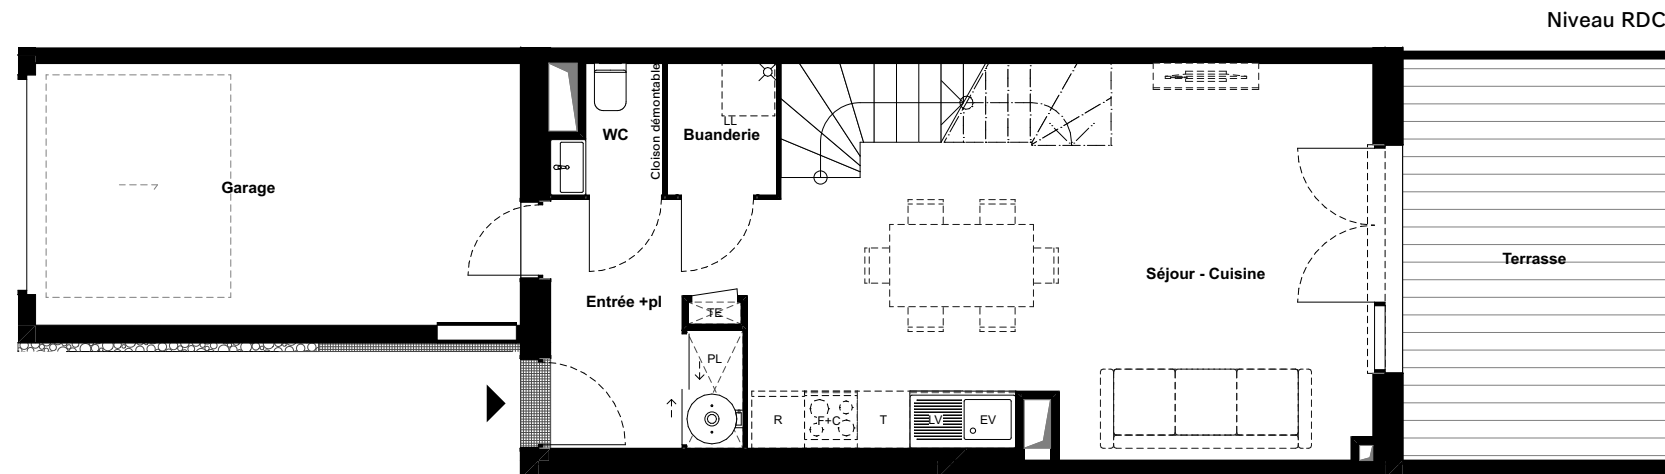 Niveau RDC
Cloison démontable
LL
WC
Buanderie
Garage
Terrasse
Séjour - Cuisine
Entrée +pl
TE
PL
R
F+C
T
LV
EV